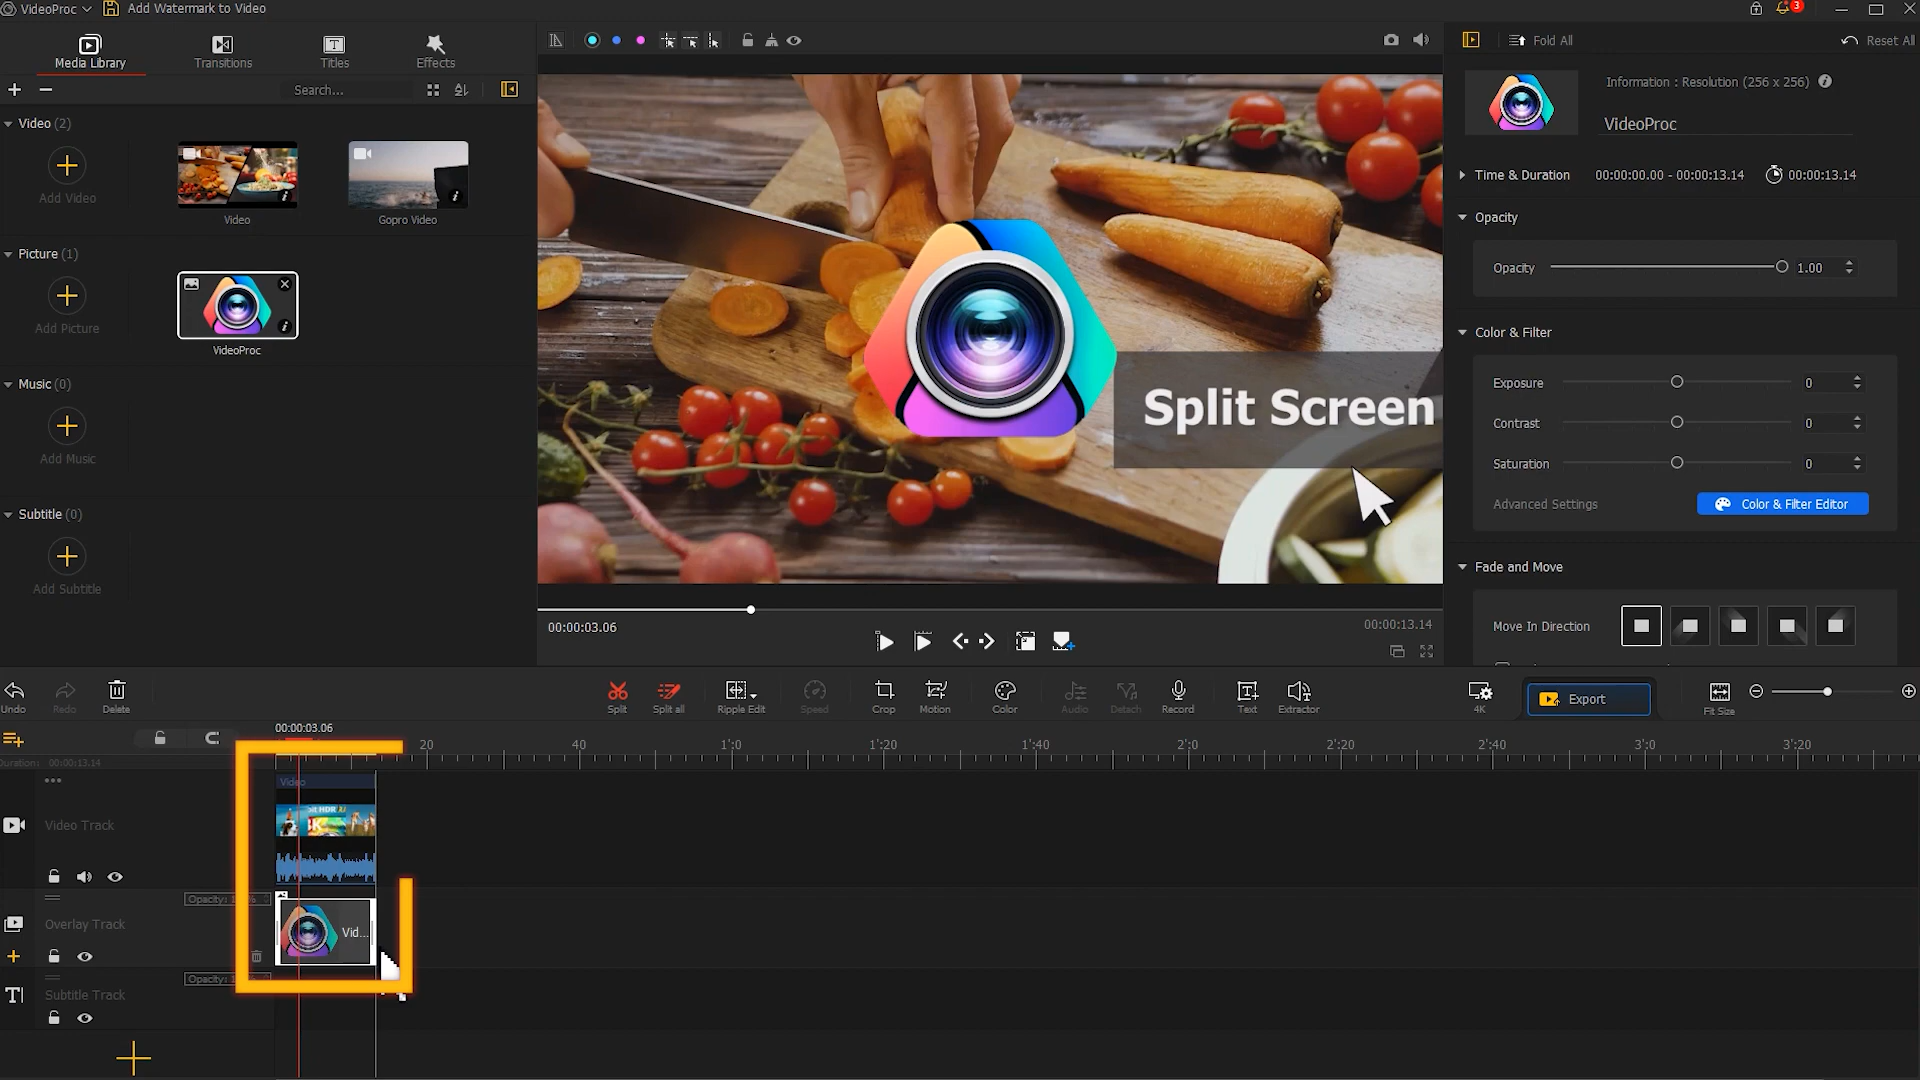 VideoProc
Add Watermark to Video
3
Media Library
Transitions
Titles
Effects
Search...
Fold All
Reset All
Video (2)
Add Video
Video
Gopro Video
Picture (1)
Add Picture
VideoProc
Music (0)
Add Music
Subtitle (0)
Add Subtitle
Split Screen
00:00:03.06
00:00:13.14
Information : Resolution (256 x 256)
VideoProc
Time & Duration
00:00:00.00 - 00:00:13.14
00:00:13.14
Opacity
Opacity
1.00
Color & Filter
Exposure
0
Contrast
0
Saturation
0
Advanced Settings
Color & Filter Editor
Fade and Move
Move In Direction
Undo
Redo
Delete
Split
Split all
Ripple Edit
Speed
Crop
Motion
Color
Audio
Detach
Record
Text
Extractor
4K
Export
Fit Size
00:00:03.06
20
40
1':0
1':20
1':40
2':0
2':20
2':40
3':0
3':20
Duration: 00:00:13.14
Video
Video Track
Opacity:
Overlay Track
Vid...
Opacity:
Subtitle Track